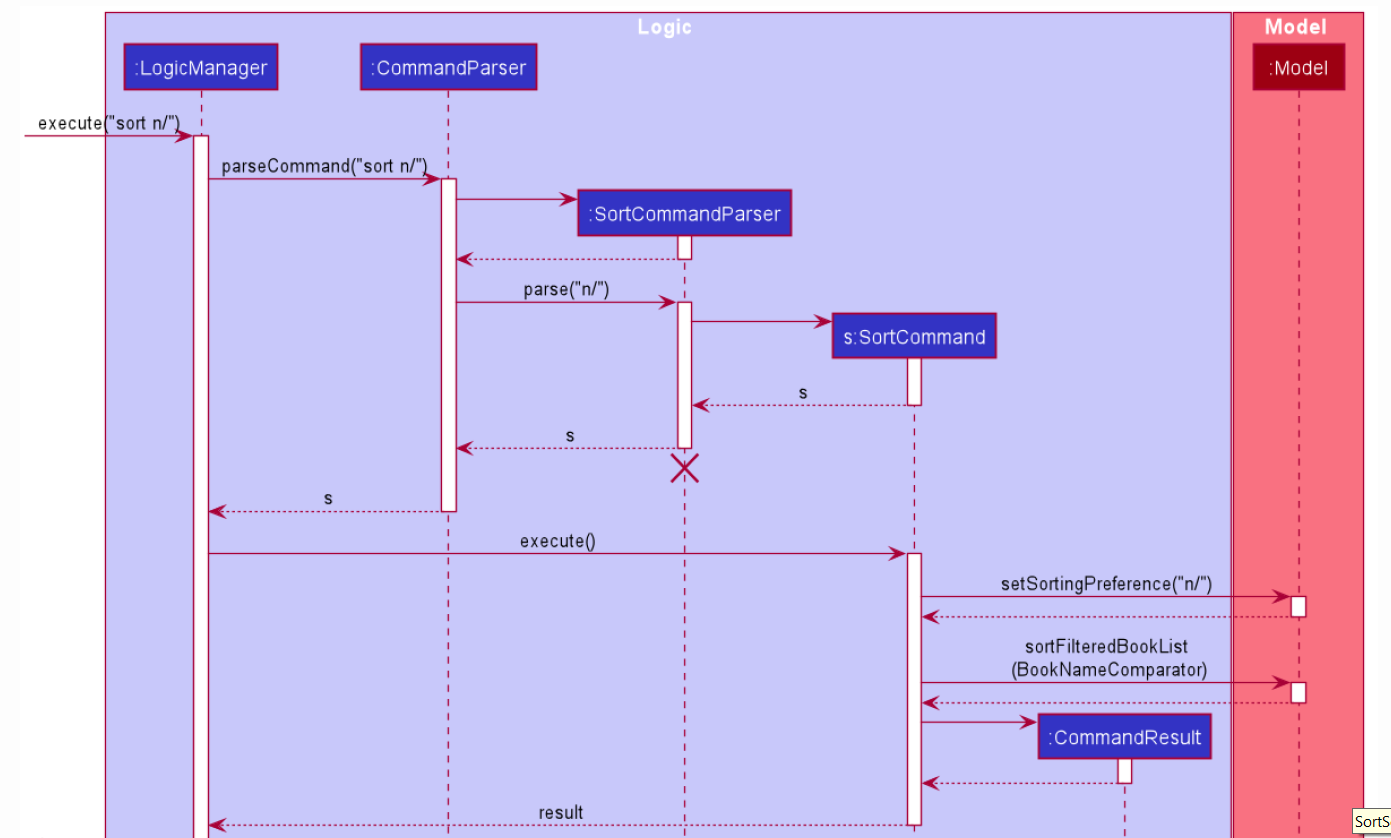 Logic
Model
:LogicManager
:CommandParser
:Model
execute("sort n/")
parseCommand("sort n/")
:SortCommandParser
parse("n/")
s:SortCommand
s
s
s
execute()
setSortingPreference("n/")
sortFilteredBookList
(BookNameComparator)
:CommandResult
result
SortS